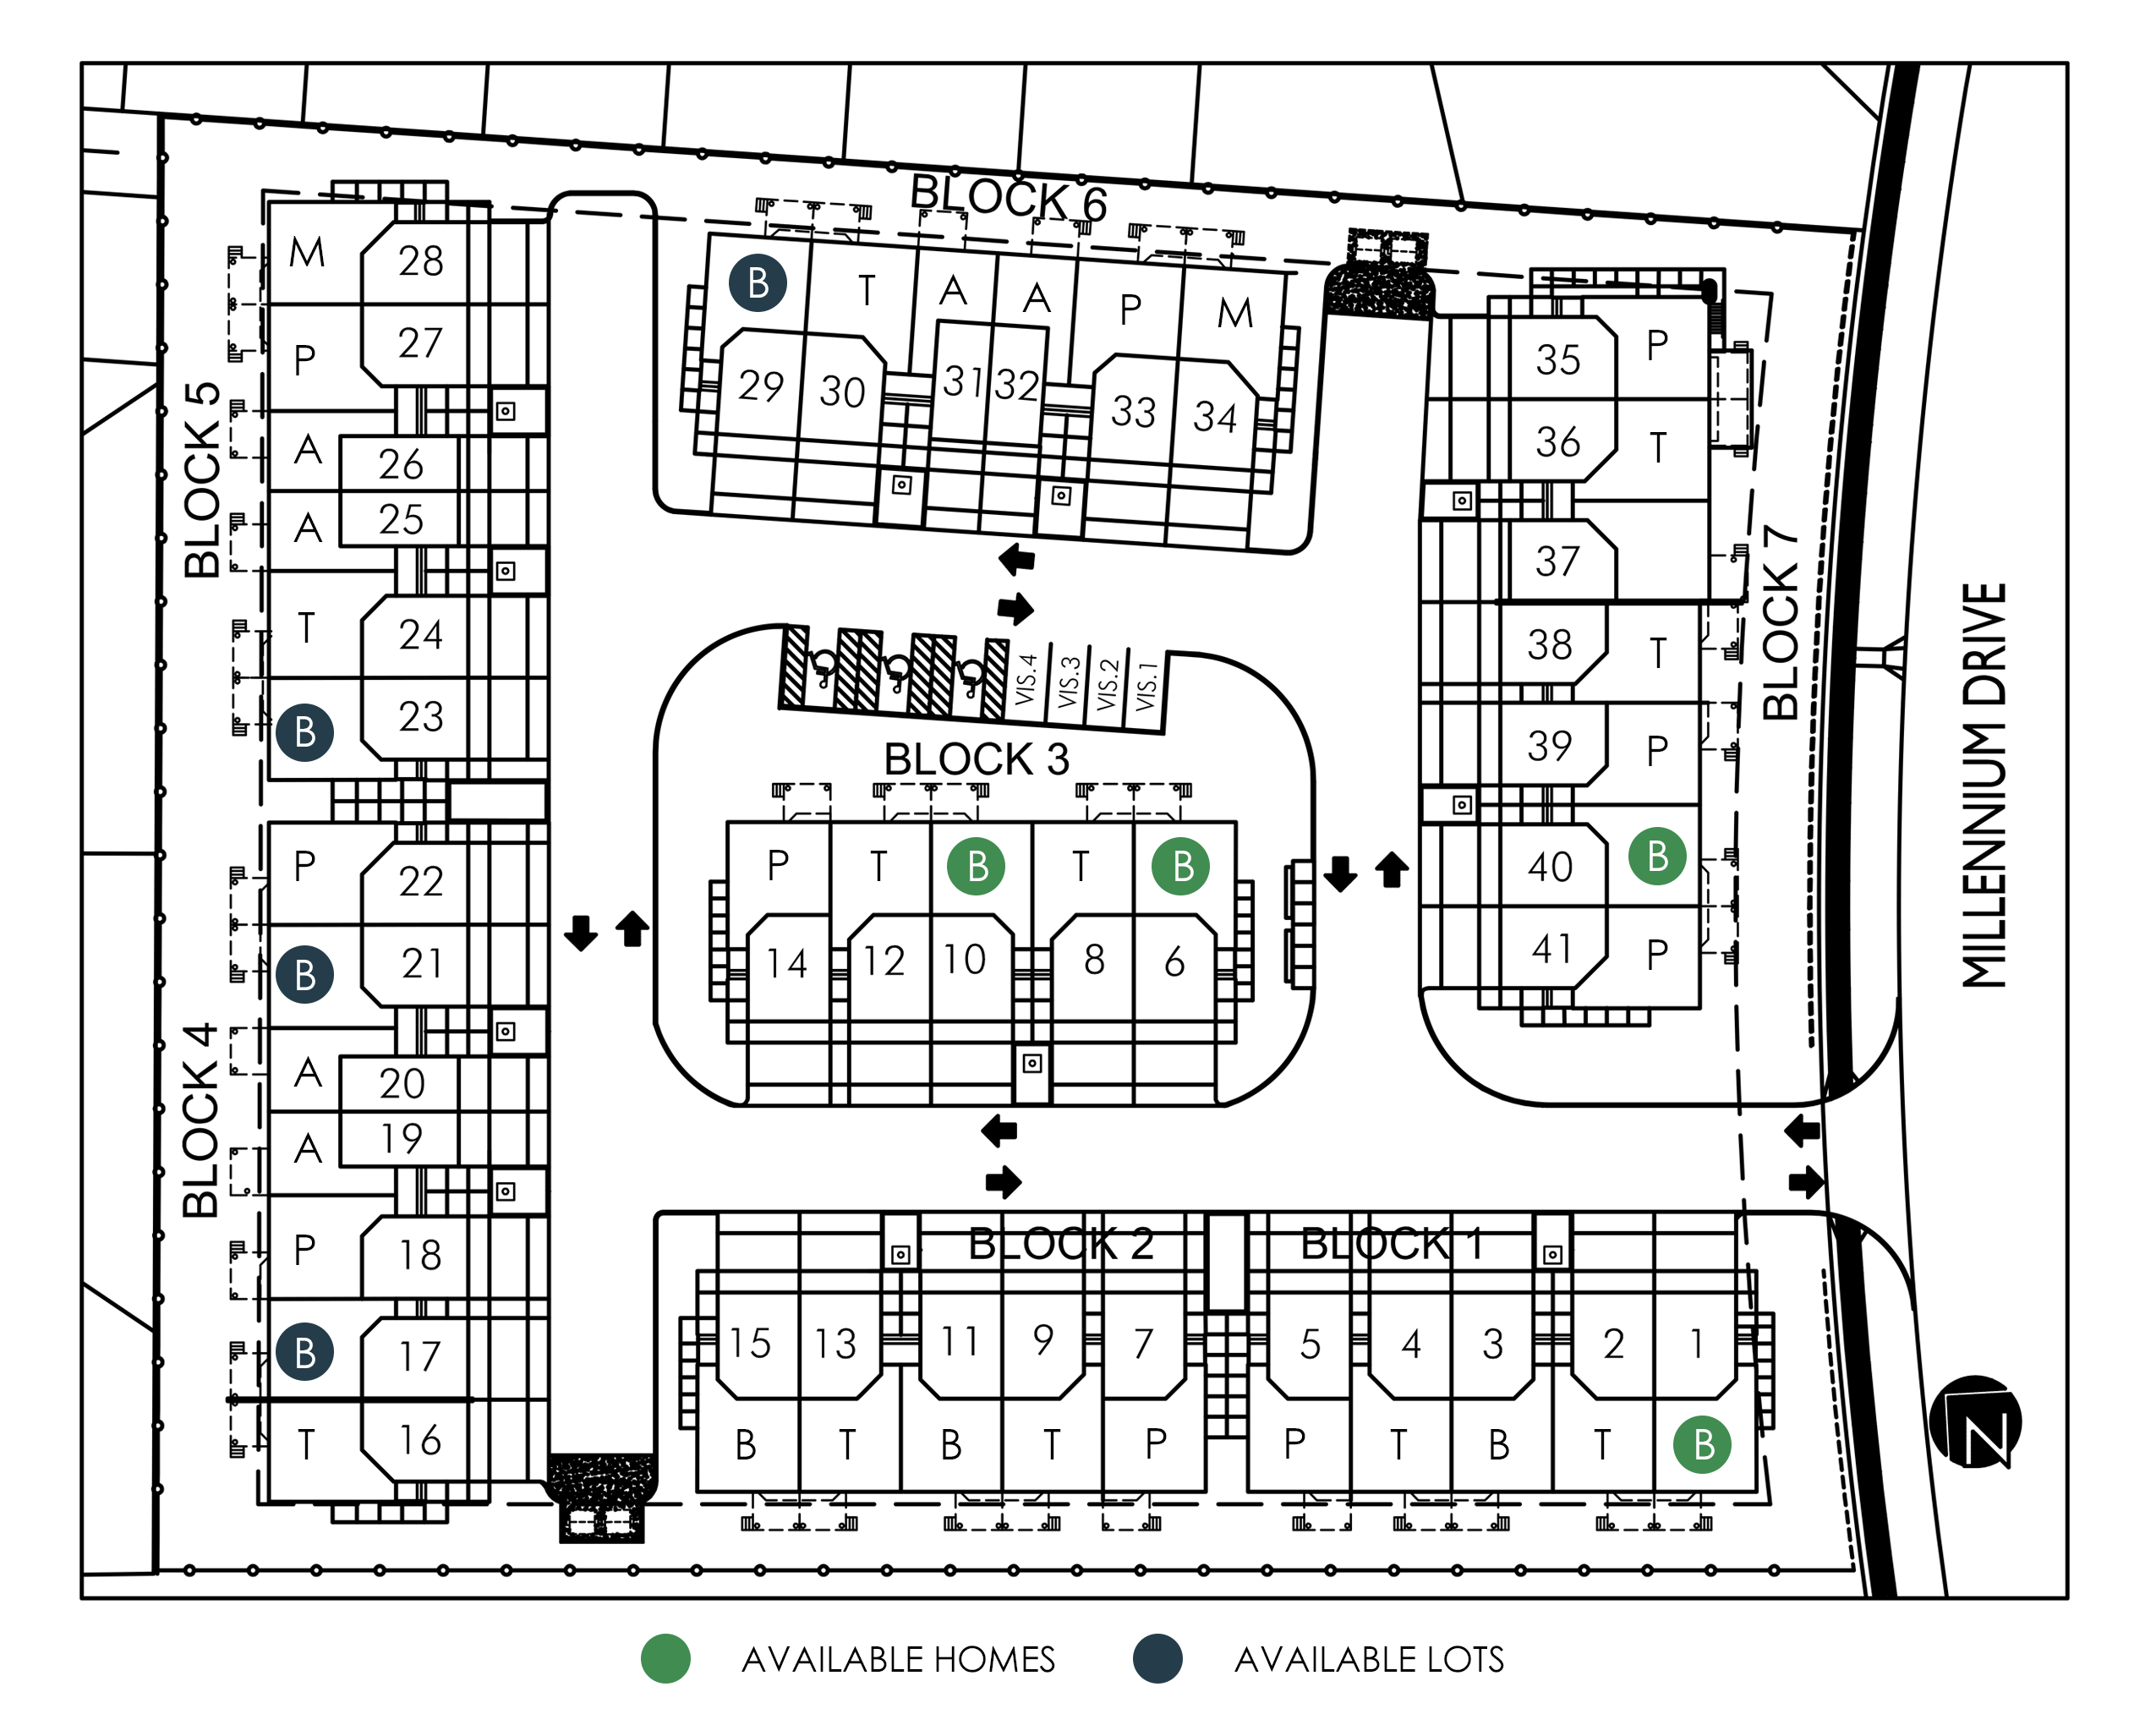 BLOCK 6
B T A A P M
29 30 31 32 33 34
BLOCK 5
M 28
P 27
A 26
A 25
T 24
B 23
BLOCK 4
P 22
B 21
A 20
A 19
P 18
B 17
T 16
VIS.4 VIS.3 VIS.2 VIS.1
BLOCK 3
P T B T B
14 12 10 8 6
BLOCK 7
35 P
36 T
37
38 T
39 P
40 B
41 P
MILLENNIUM DRIVE
BLOCK 2 BLOCK 1
15 13 11 9 7 5 4 3 2 1
B T B T P P T B T B
N
AVAILABLE HOMES AVAILABLE LOTS